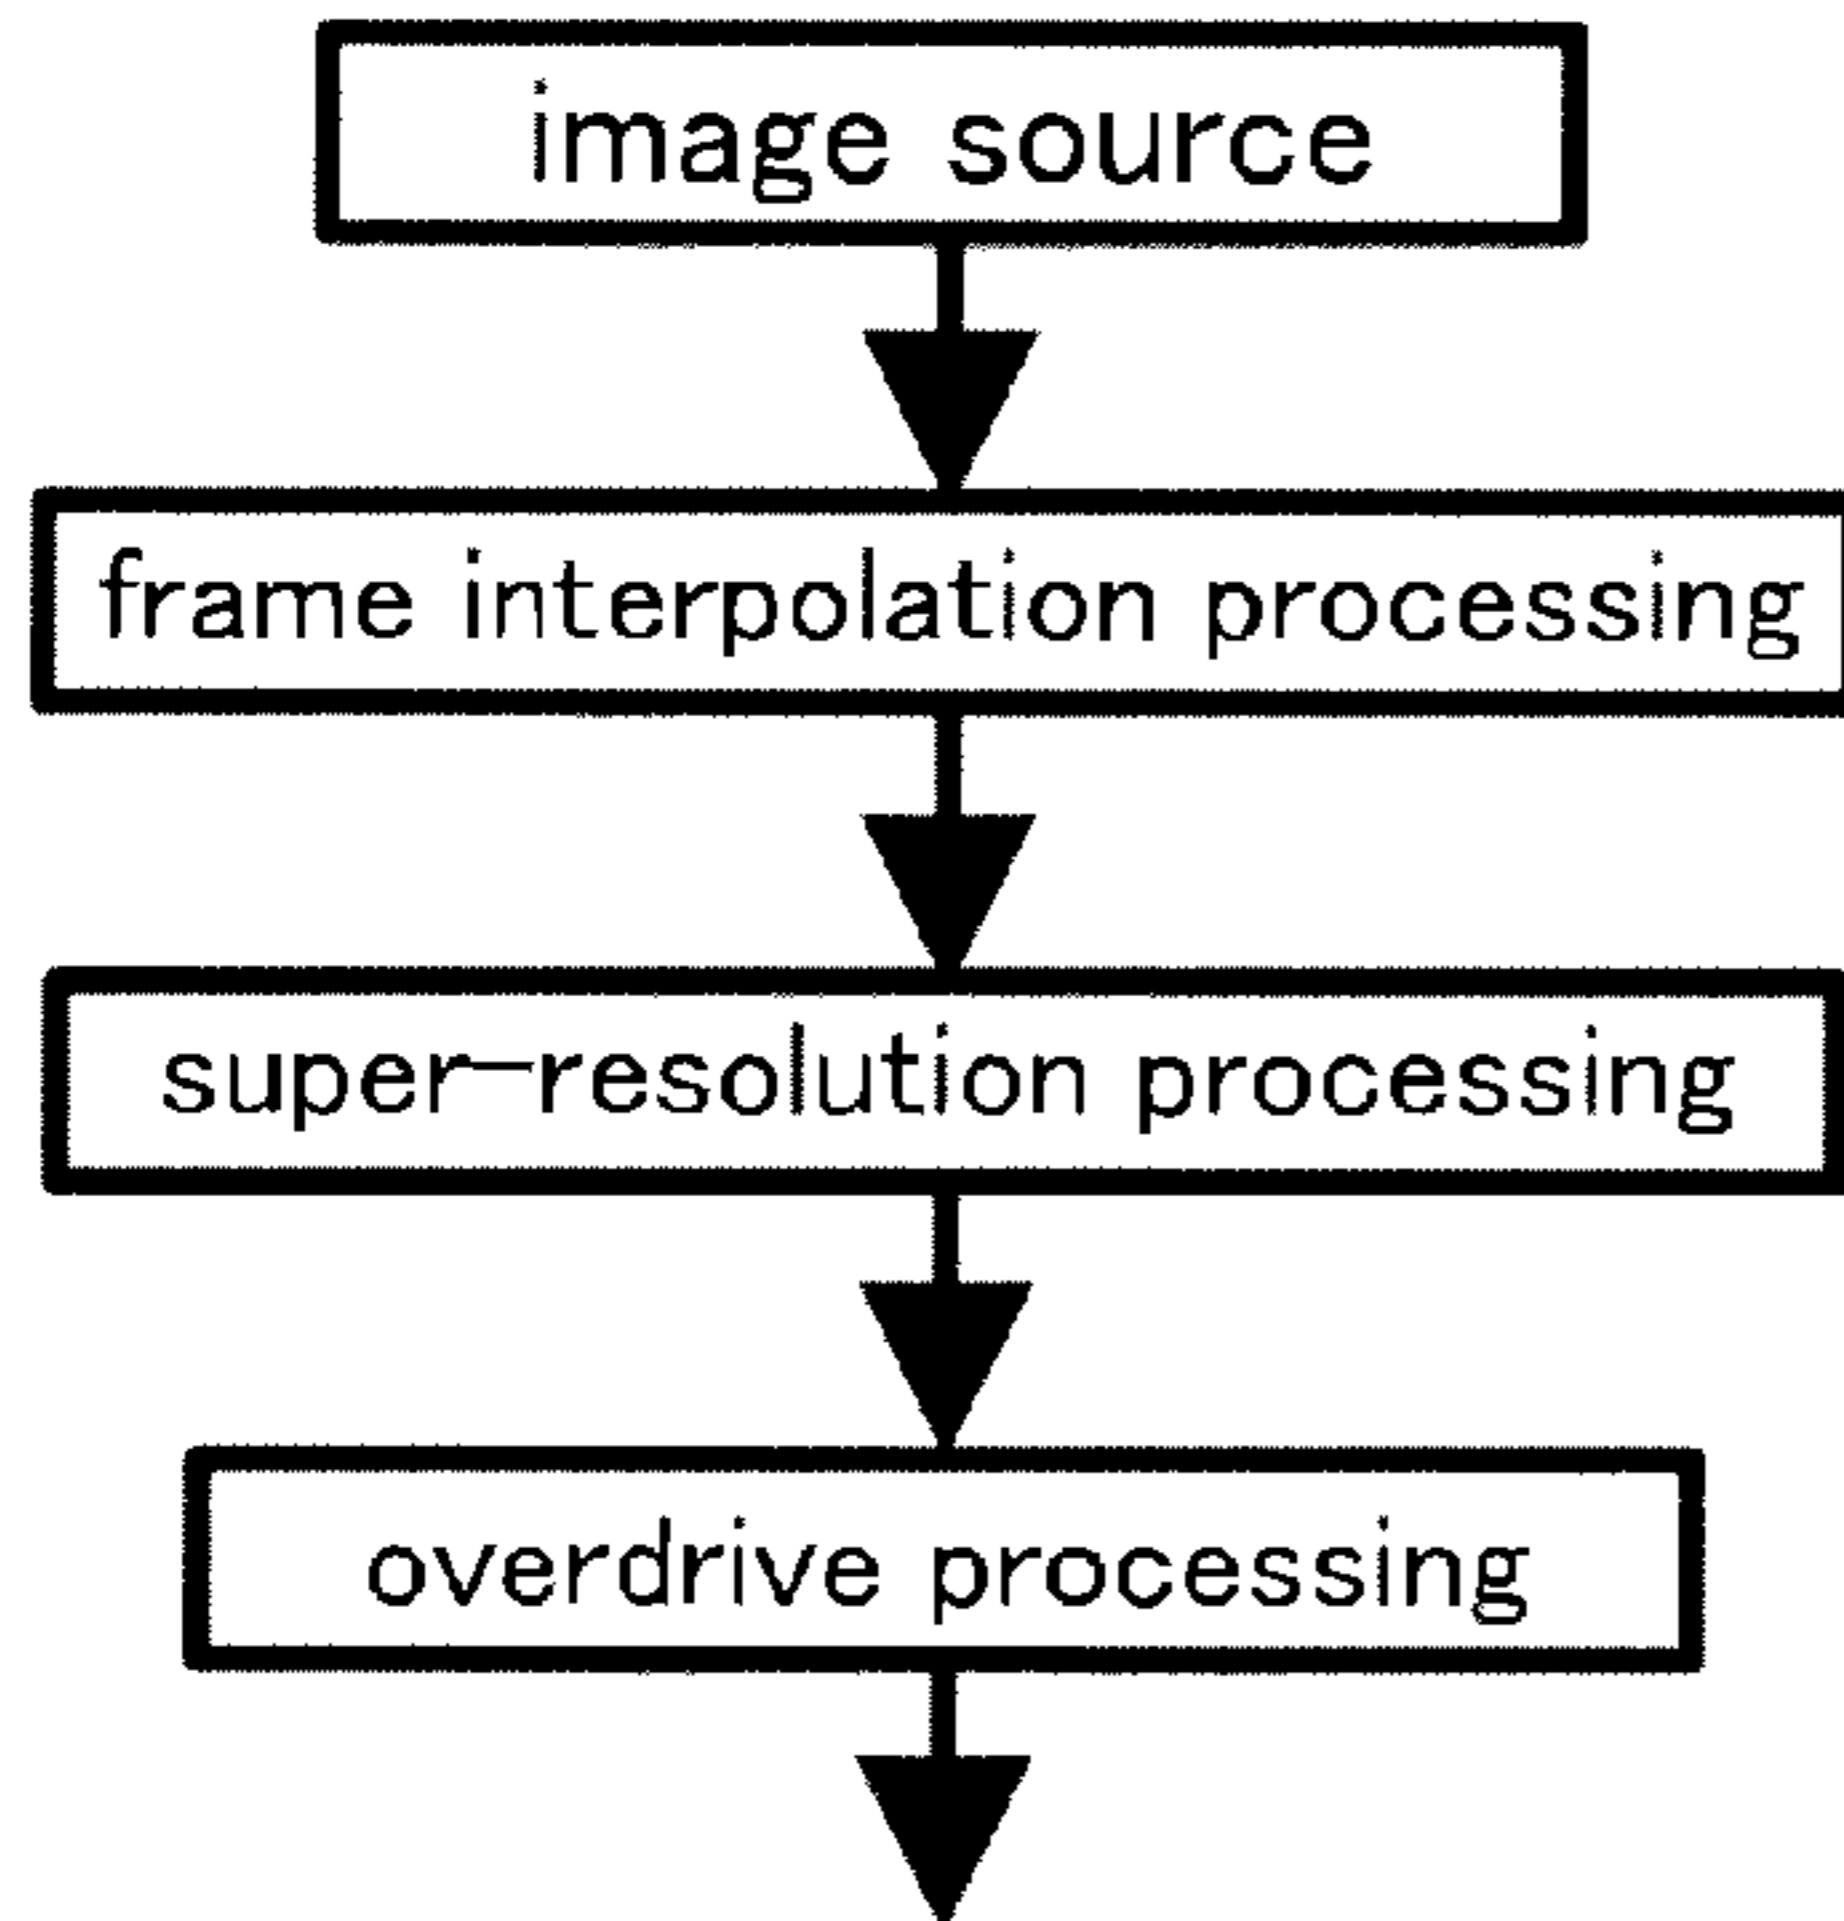 image source
frame interpolation processing
super-resolution processing
overdrive processing